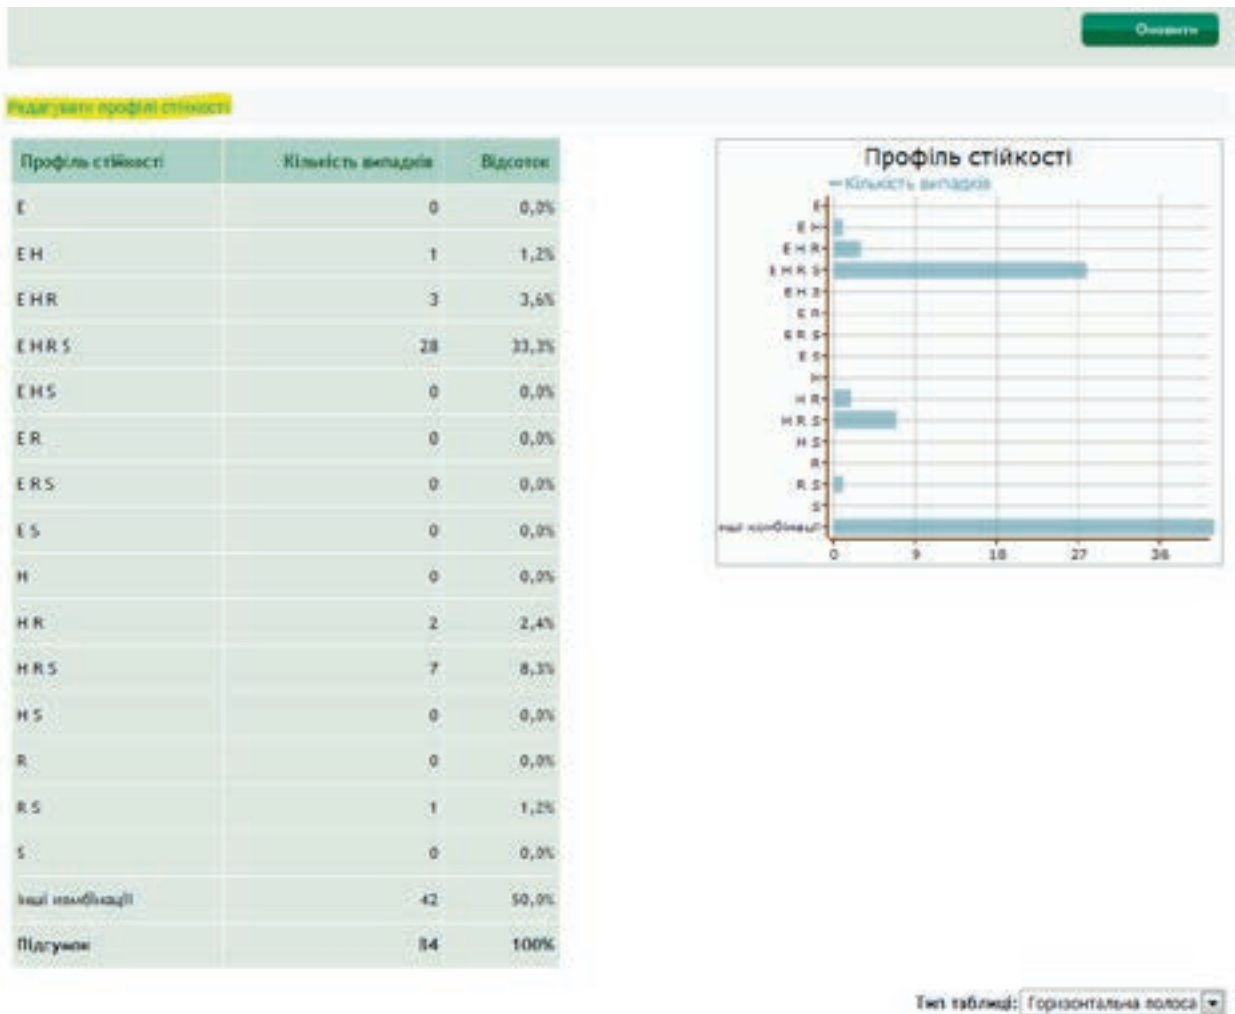 Оновити
Редагувати профілі стійкості
Профіль стійкості Кількість випадків Відсоток
E 0 0,0%
E H 1 1,2%
E H R 3 3,6%
E H R S 28 33,3%
E H S 0 0,0%
E R 0 0,0%
E R S 0 0,0%
E S 0 0,0%
H 0 0,0%
H R 2 2,4%
H R S 7 8,3%
H S 0 0,0%
R 0 0,0%
R S 1 1,2%
S 0 0,0%
Інші комбінації 42 50,0%
Підсумок 84 100%
Профіль стійкості
Кількість випадків
E
E H
E H R
E H R S
E H S
E R
E R S
E S
H
H R
H R S
H S
R
R S
S
Інші комбінації
0 9 18 27 36
Тип таблиці: Горизонтальна полоса